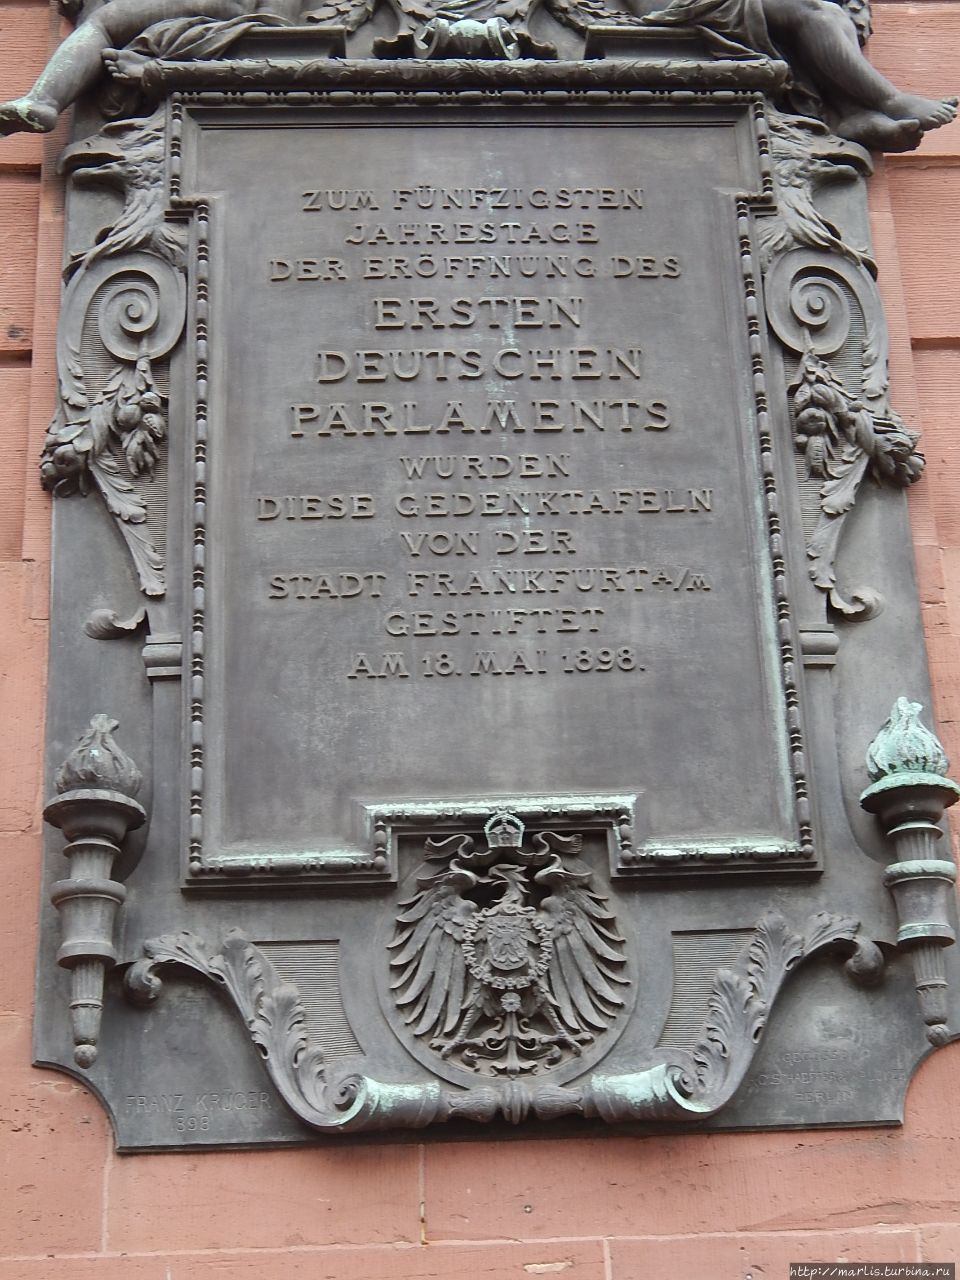 ZUM FÜNFZIGSTEN
JAHRESTAGE
DER ERÖFFNUNG DES
ERSTEN
DEUTSCHEN
PARLAMENTS
WURDEN
DIESE GEDENKTAFELN
VON DER
STADT FRANKFURT A/M
GESTIFTET
AM 18. MAI 1898.
FRANZ KRÜGER
BERLIN
http://marlis.turbina.ru